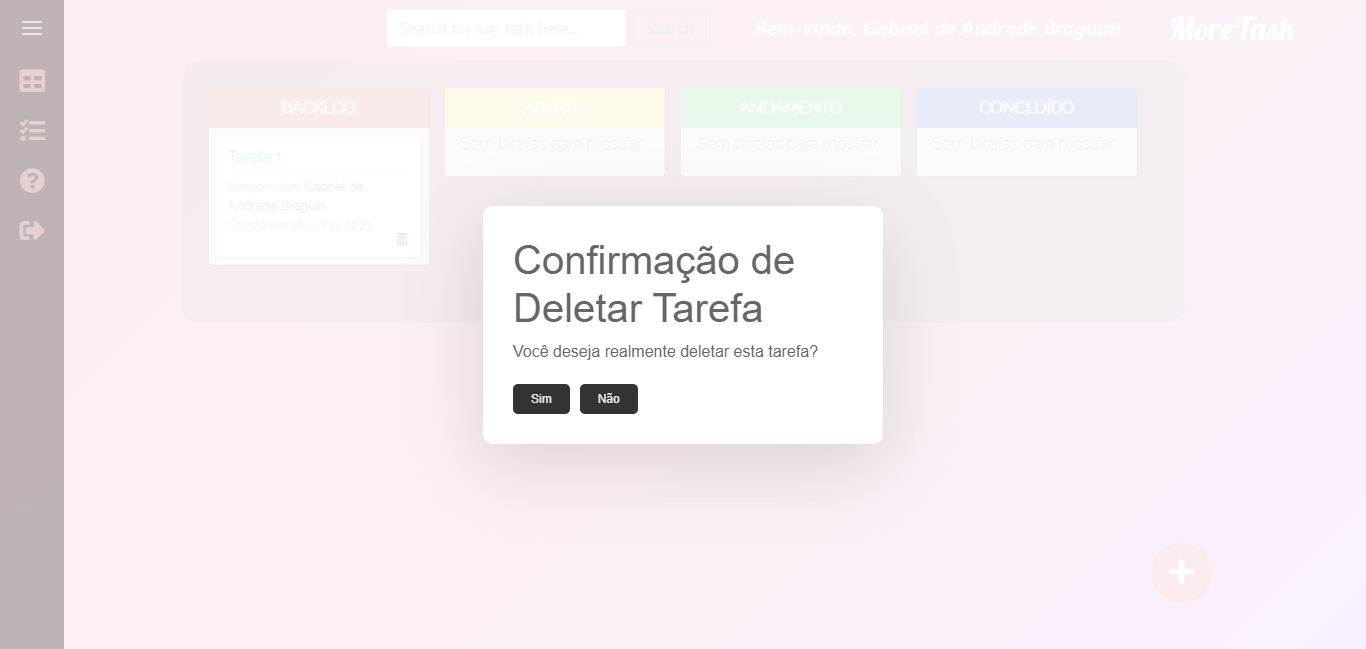 Search for any task here...
Search
Bem-vindo, Gabriel de Andrade Braguin!
MoreTask
BACKLOG
ABERTO
ANDAMENTO
CONCLUÍDO
Tarefa 1
Responsável Gabriel de
Andrade Braguin
Criado em:16 junho, 12:23
Sem tarefas para mostrar
Sem tarefas para mostrar
Sem tarefas para mostrar
Confirmação de
Deletar Tarefa
Você deseja realmente deletar esta tarefa?
Sim
Não